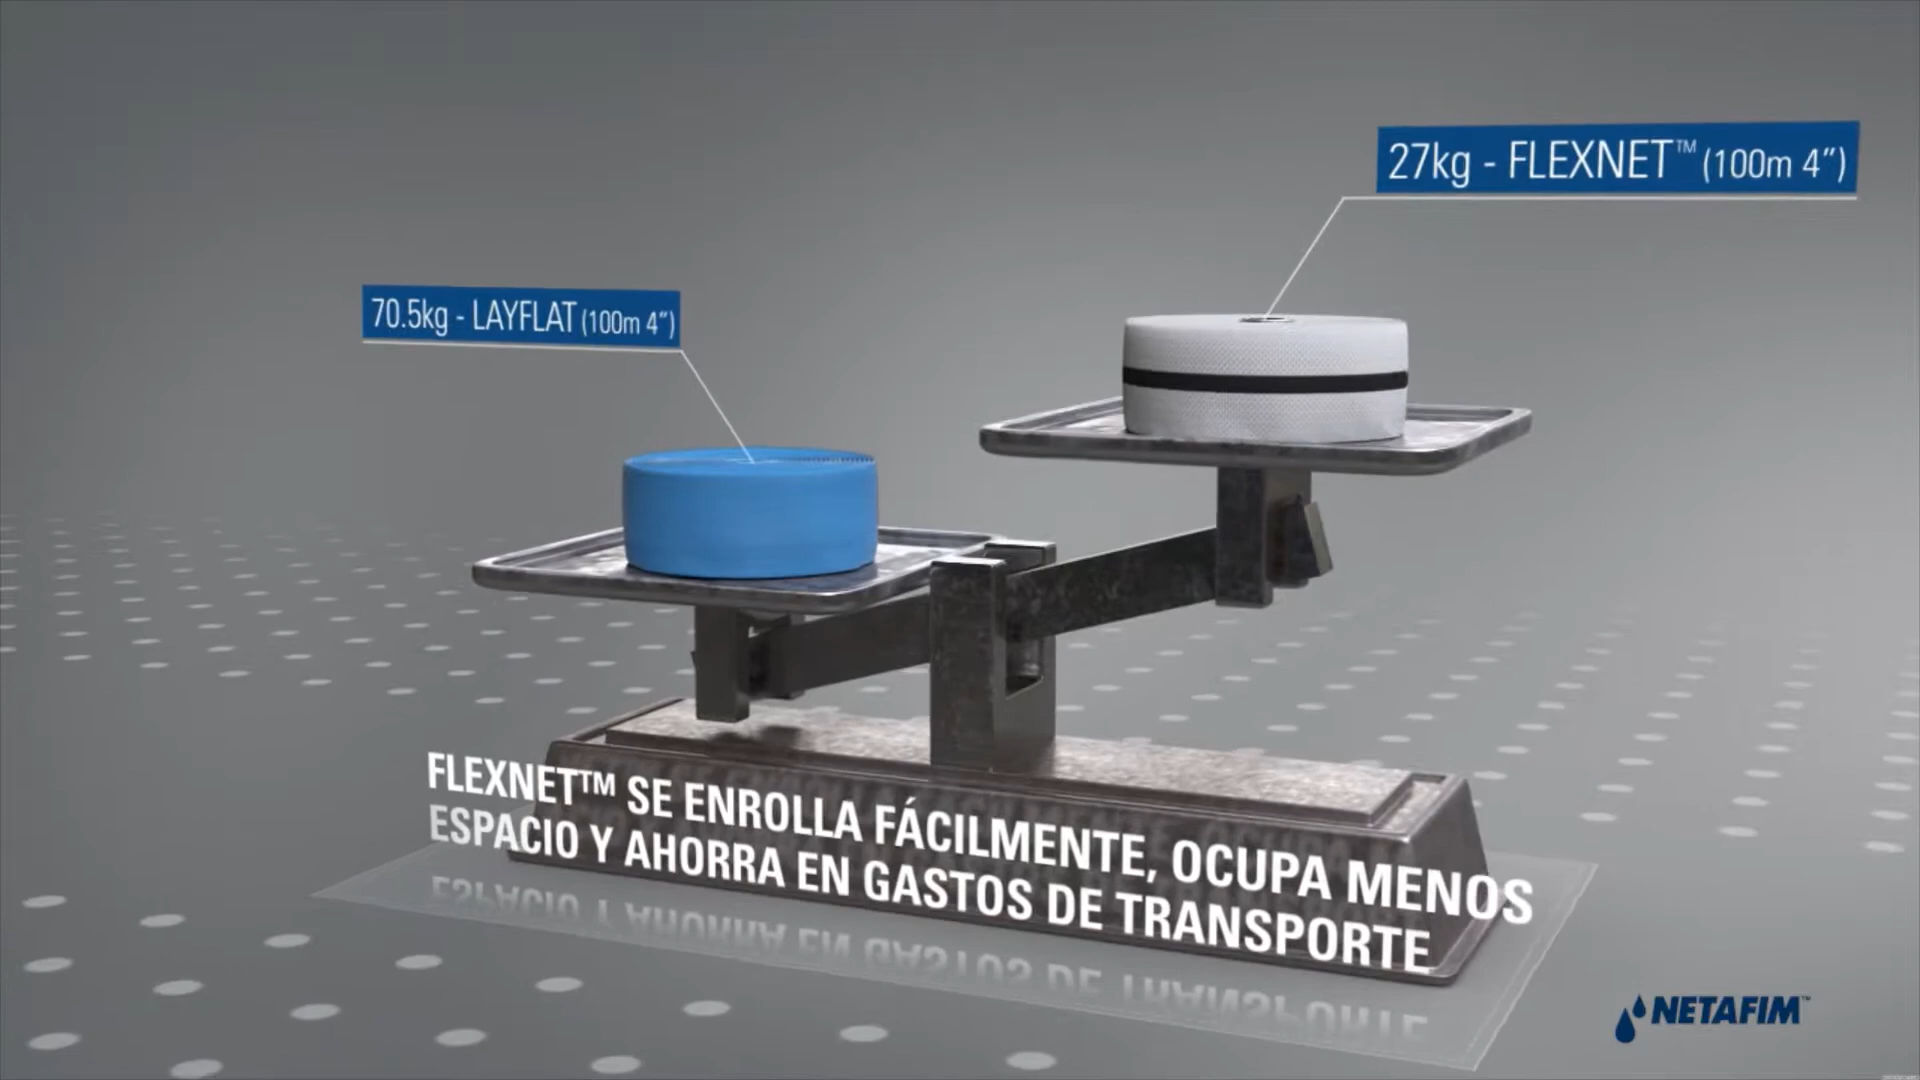 27kg - FLEXNET™ (100m 4”)
70.5kg - LAYFLAT (100m 4”)
FLEXNET™ SE ENROLLA FÁCILMENTE, OCUPA MENOS
ESPACIO Y AHORRA EN GASTOS DE TRANSPORTE
NETAFIM™